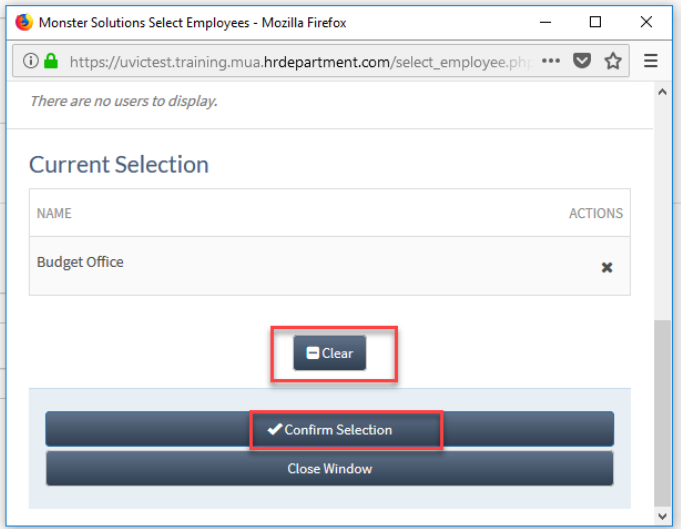 Monster Solutions Select Employees - Mozilla Firefox
https://uvictest.training.mua.hrdepartment.com/select_employee.php
There are no users to display.
Current Selection
NAME ACTIONS
Budget Office
Clear
Confirm Selection
Close Window